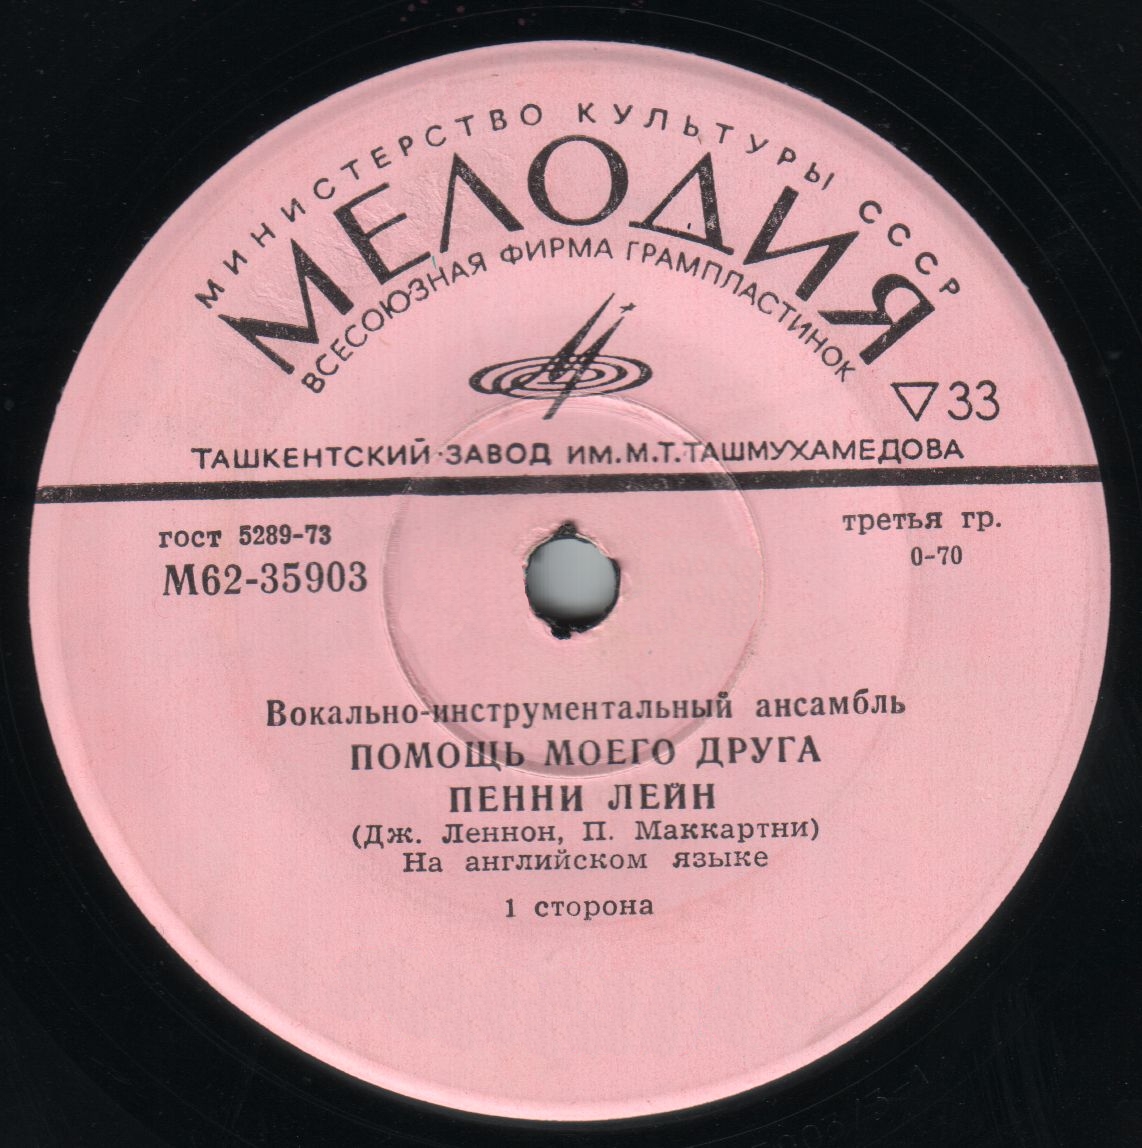 МИНИСТЕРСТВО КУЛЬТУРЫ СССР
МЕЛОДИЯ
ВСЕСОЮЗНАЯ ФИРМА ГРАМПЛАСТИНОК
33
ТАШКЕНТСКИЙ ЗАВОД ИМ. М. Т. ТАШМУХАМЕДОВА
гост 5289-73
третья гр.
М62-35903
0-70
Вокально-инструментальный ансамбль
ПОМОЩЬ МОЕГО ДРУГА
ПЕННИ ЛЕЙН
(Дж. Леннон, П. Маккартни)
На английском языке
1 сторона